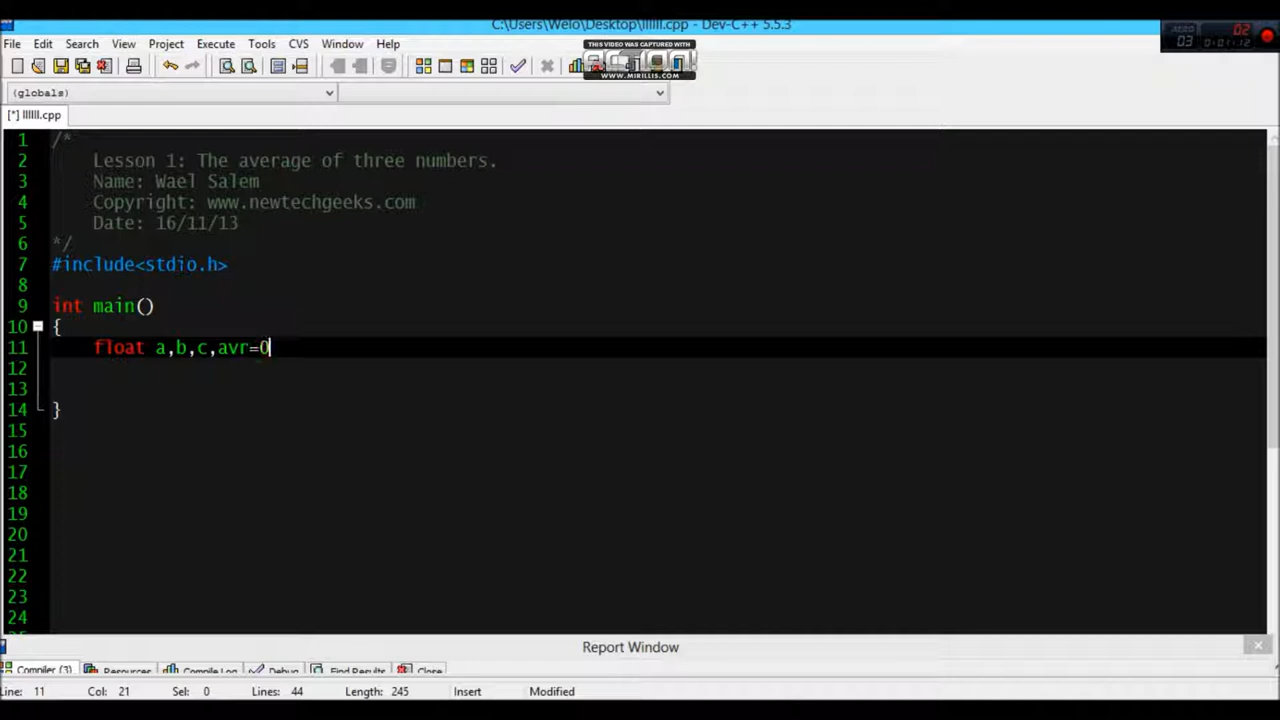 C:\Users\Welo\Desktop\llllll.cpp - Dev-C++ 5.5.3
File Edit Search View Project Execute Tools CVS Window Help
THIS VIDEO WAS CAPTURED WITH
WWW.MIRILLIS.COM
02
03
(globals)
[*] llllll.cpp
1 /*
2 Lesson 1: The average of three numbers.
3 Name: Wael Salem
4 Copyright: www.newtechgeeks.com
5 Date: 16/11/13
6 */
7 #include<stdio.h>
8
9 int main()
10 {
11 float a,b,c,avr=0
12
13
14 }
15
16
17
18
19
20
21
22
23
24
Report Window
Compiler (3) Resources Compile Log Debug Find Results Close
Line: 11 Col: 21 Sel: 0 Lines: 44 Length: 245 Insert Modified